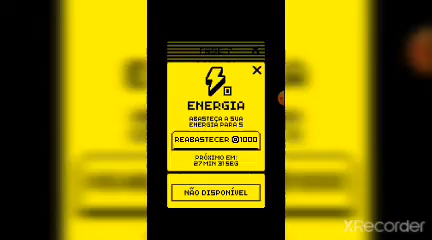 ENERGIA
ABASTEÇA A SUA
ENERGIA PARA 5
REABASTECER 1000
PRÓXIMO EM:
27 MIN 31 SEG
NÃO DISPONÍVEL
XRecorder